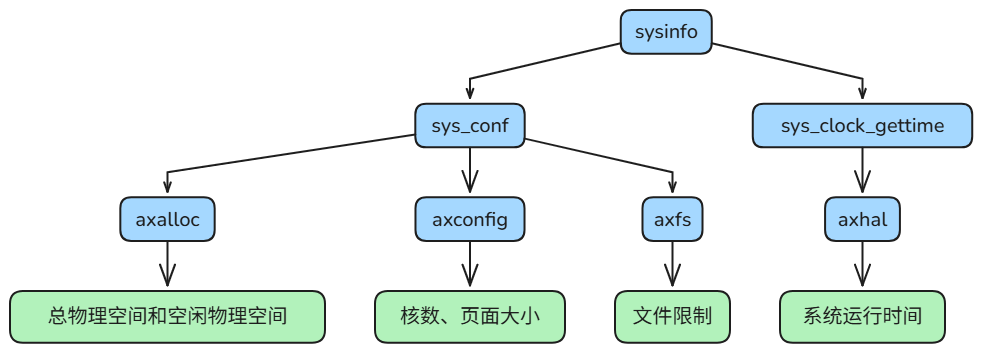 sysinfo
sys_conf
sys_clock_gettime
axalloc
axconfig
axfs
axhal
总物理空间和空闲物理空间
核数、页面大小
文件限制
系统运行时间